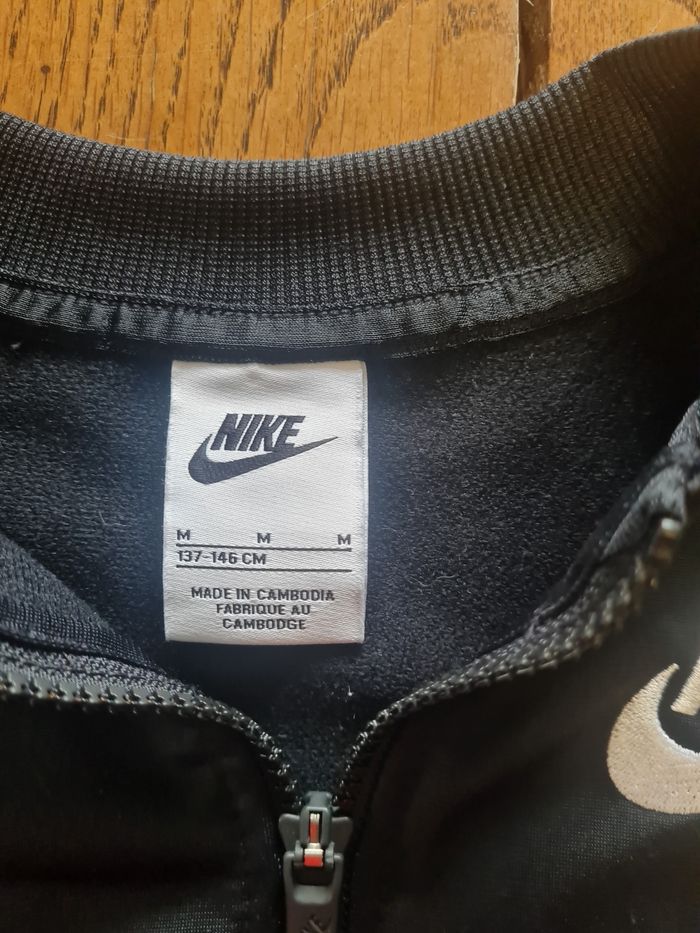 NIKE
M M M
137-146 CM
MADE IN CAMBODIA
FABRIQUE AU
CAMBODGE